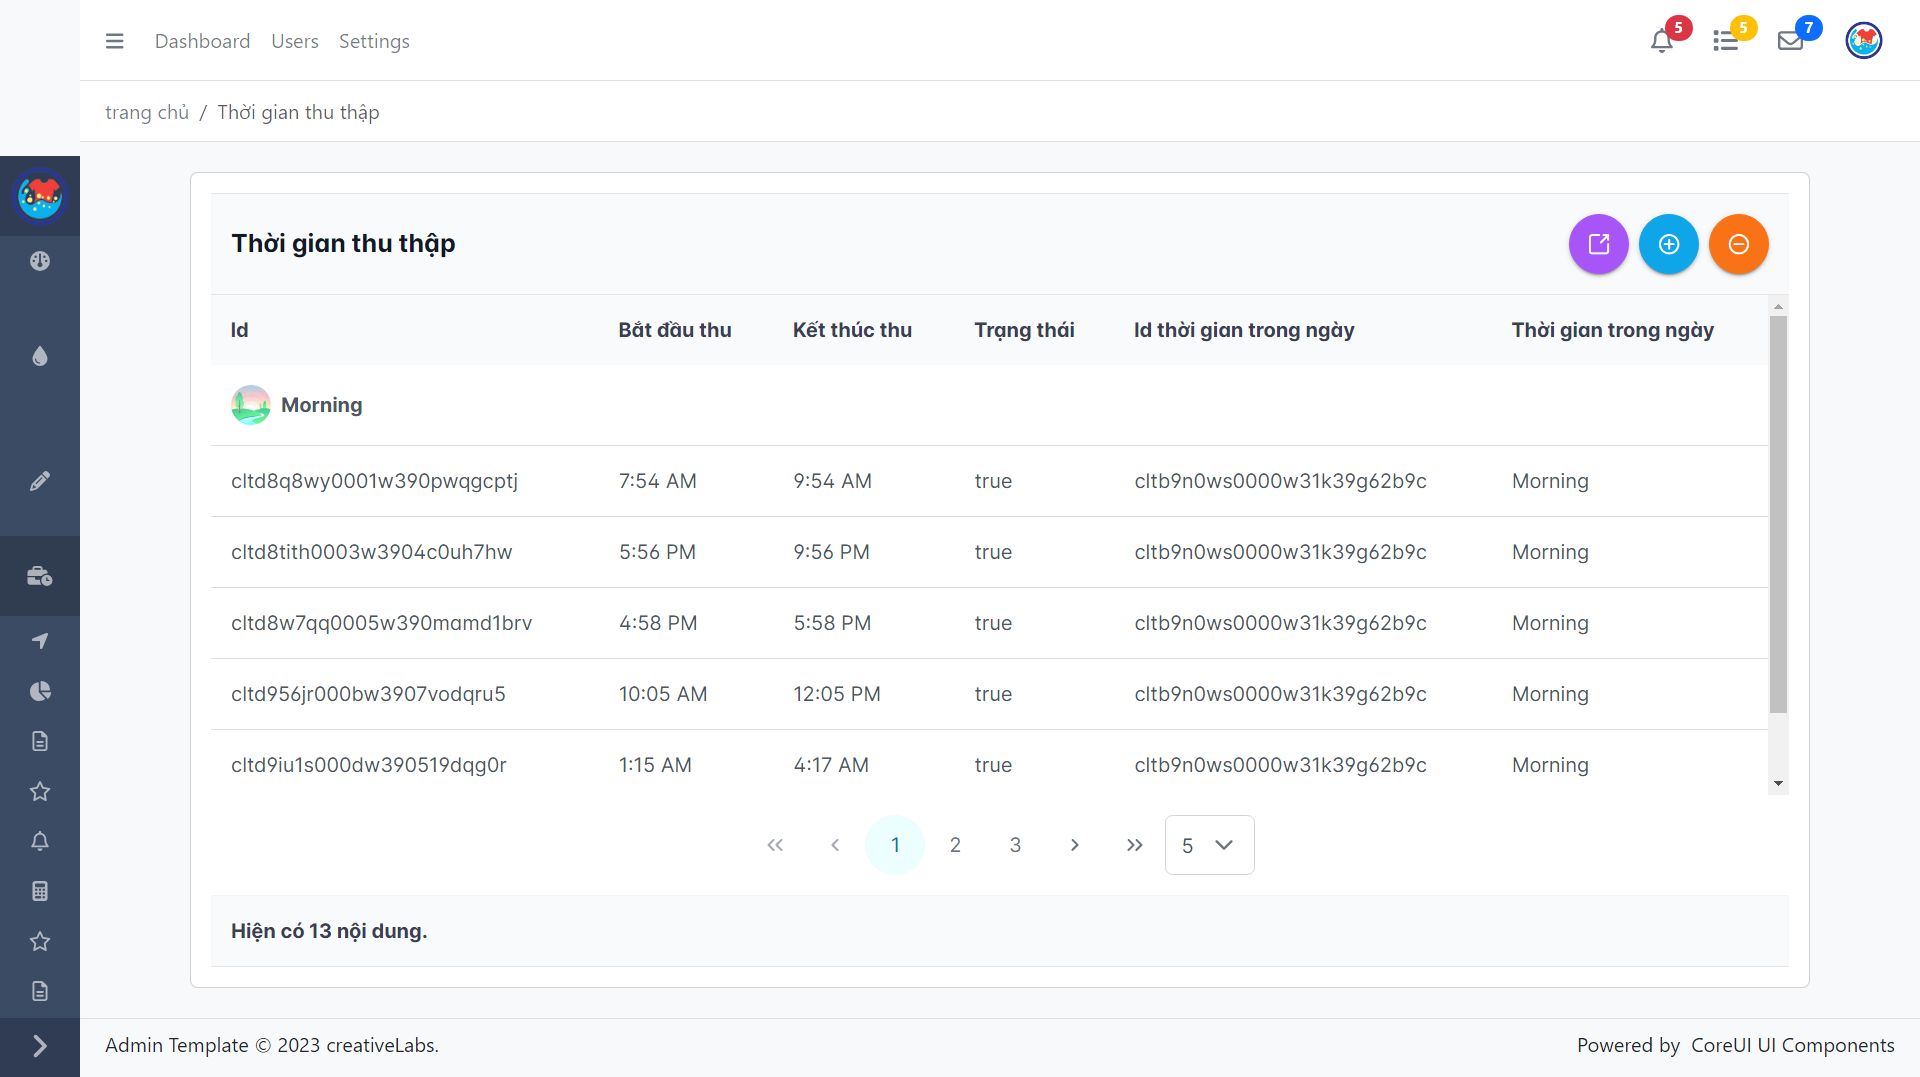 Dashboard Users Settings 5 5 7
trang chủ / Thời gian thu thập
Thời gian thu thập
Id Bắt đầu thu Kết thúc thu Trạng thái Id thời gian trong ngày Thời gian trong ngày
Morning
cltd8q8wy0001w390pwqgcptj 7:54 AM 9:54 AM true cltb9n0ws0000w31k39g62b9c Morning
cltd8tith0003w3904c0uh7hw 5:56 PM 9:56 PM true cltb9n0ws0000w31k39g62b9c Morning
cltd8w7qq0005w390mamd1brv 4:58 PM 5:58 PM true cltb9n0ws0000w31k39g62b9c Morning
cltd956jr000bw3907vodqru5 10:05 AM 12:05 PM true cltb9n0ws0000w31k39g62b9c Morning
cltd9iu1s000dw390519dqg0r 1:15 AM 4:17 AM true cltb9n0ws0000w31k39g62b9c Morning
1 2 3 5
Hiện có 13 nội dung.
Admin Template © 2023 creativeLabs. Powered by CoreUI UI Components